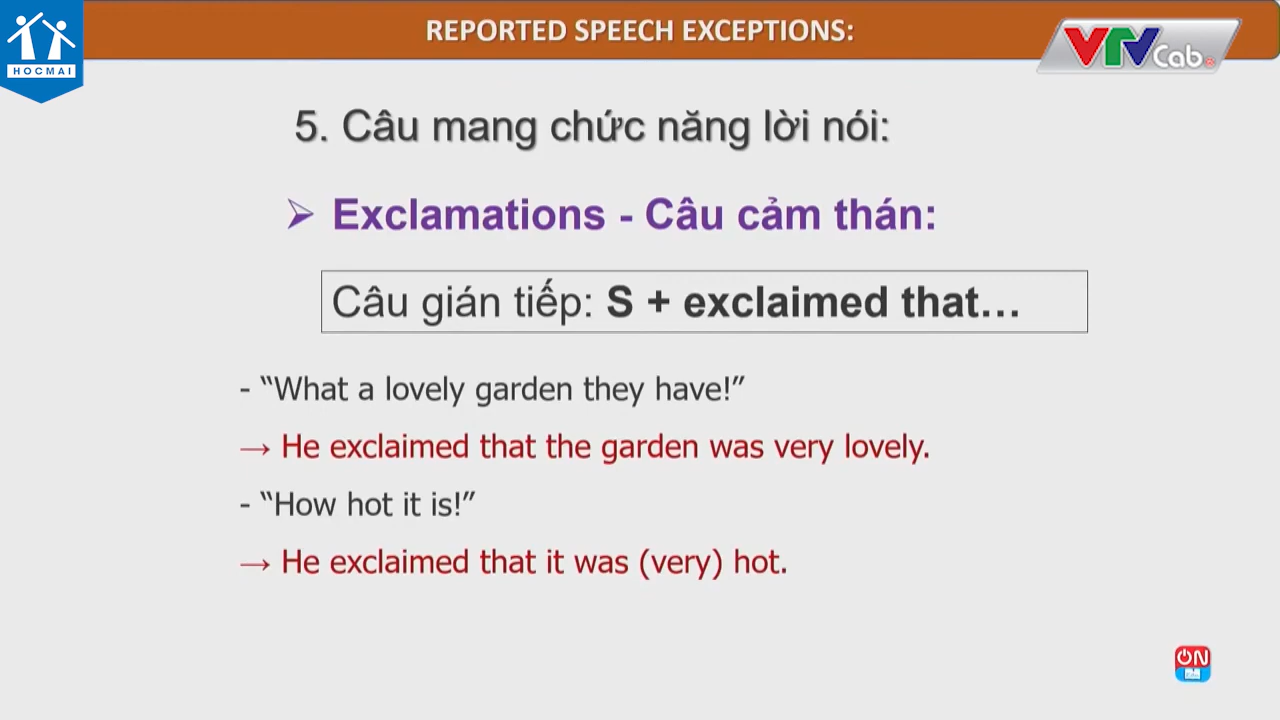 REPORTED SPEECH EXCEPTIONS:
HOCMAI
VTVCab
5. Câu mang chức năng lời nói:
Exclamations - Câu cảm thán:
Câu gián tiếp: S + exclaimed that...
- “What a lovely garden they have!”
→ He exclaimed that the garden was very lovely.
- “How hot it is!”
→ He exclaimed that it was (very) hot.
ON